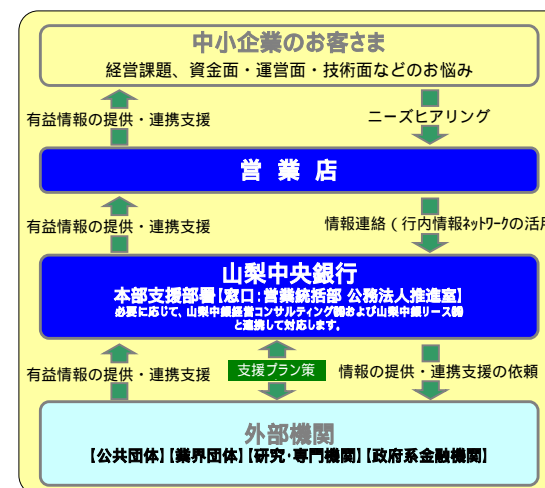 中小企業のお客さま
経営課題、資金面・運営面・技術面などのお悩み
有益情報の提供・連携支援
ニーズヒアリング
営 業 店
有益情報の提供・連携支援
情報連絡（行内情報ﾈｯﾄﾜｰｸの活用
山梨中央銀行
本部支援部署【窓口：営業統括部 公務法人推進室】
必要に応じて、山梨中銀経営コンサルティング㈱および山梨中銀リース㈱
と連携して対応します。
有益情報の提供・連携支援
支援プラン策
情報の提供・連携支援の依頼
外部機関
【公共団体】【業界団体】【研究・専門機関】【政府系金融機関】